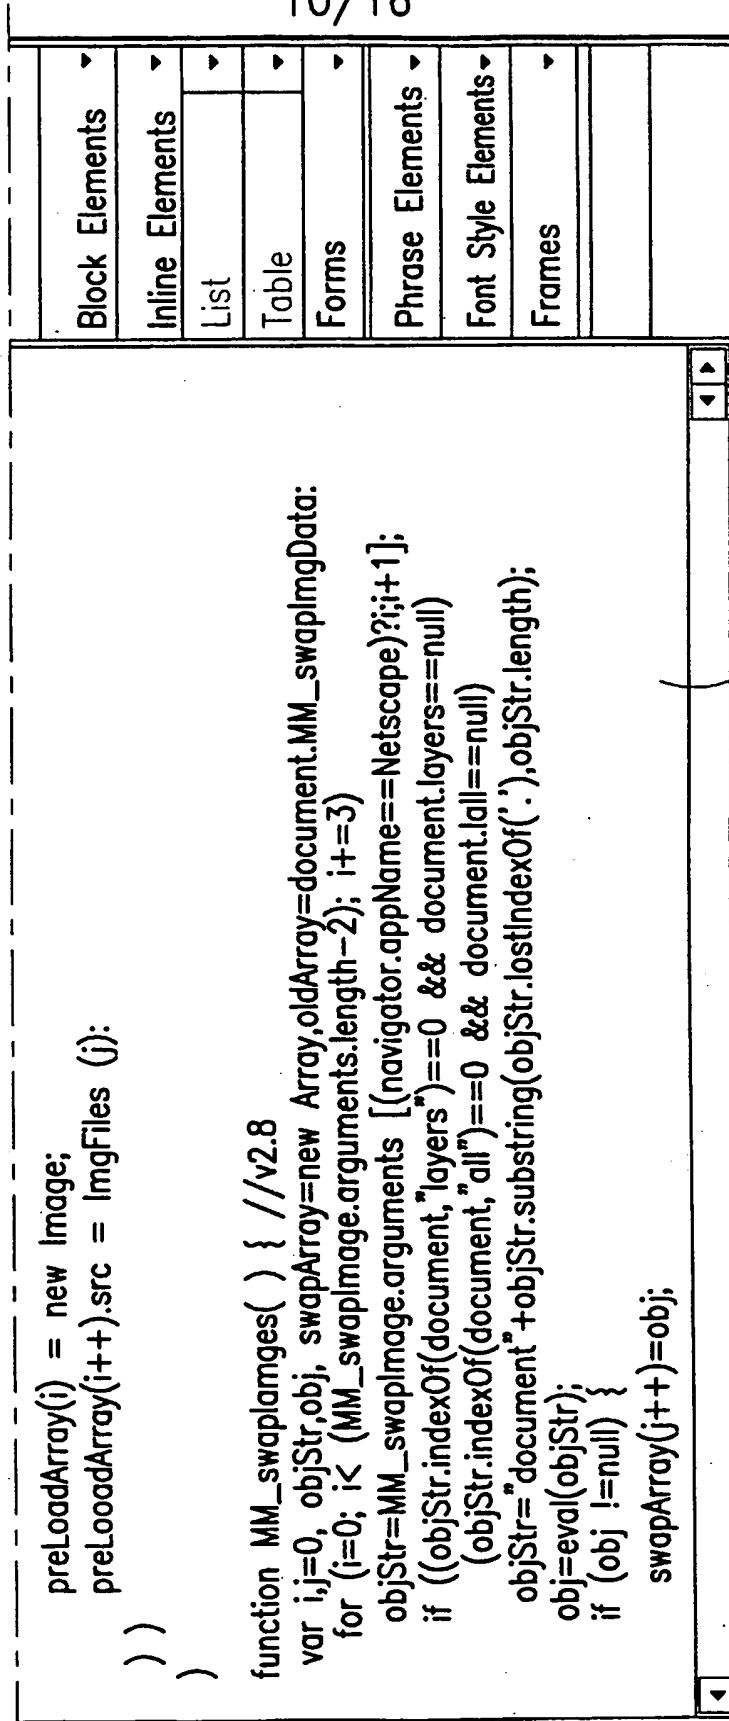 10/16
preLoadArray(i) = new Image;
preLooadArray(i++).src = ImgFiles (j):
) )
)
function MM_swaplamges( ) { //v2.8
var i,j=0, objStr,obj, swapArray=new Array,oldArray=document.MM_swapImgData:
for (i=0; i< (MM_swapImage.arguments.length-2); i+=3)
objStr=MM_swapImage.arguments [(navigator.appName==Netscape)?i;i+1];
if ((objStr.indexOf(document,"layers")==0 && document.layers==null)
(objStr.indexOf(document,"all")==0 && document.lall==null)
objStr="document"+objStr.substring(objStr.lostIndexOf('.'),objStr.length);
obj=eval(objStr);
if (obj !=null) {
swapArray(j++)=obj;
Block Elements
Inline Elements
List
Table
Forms
Phrase Elements
Font Style Elements
Frames